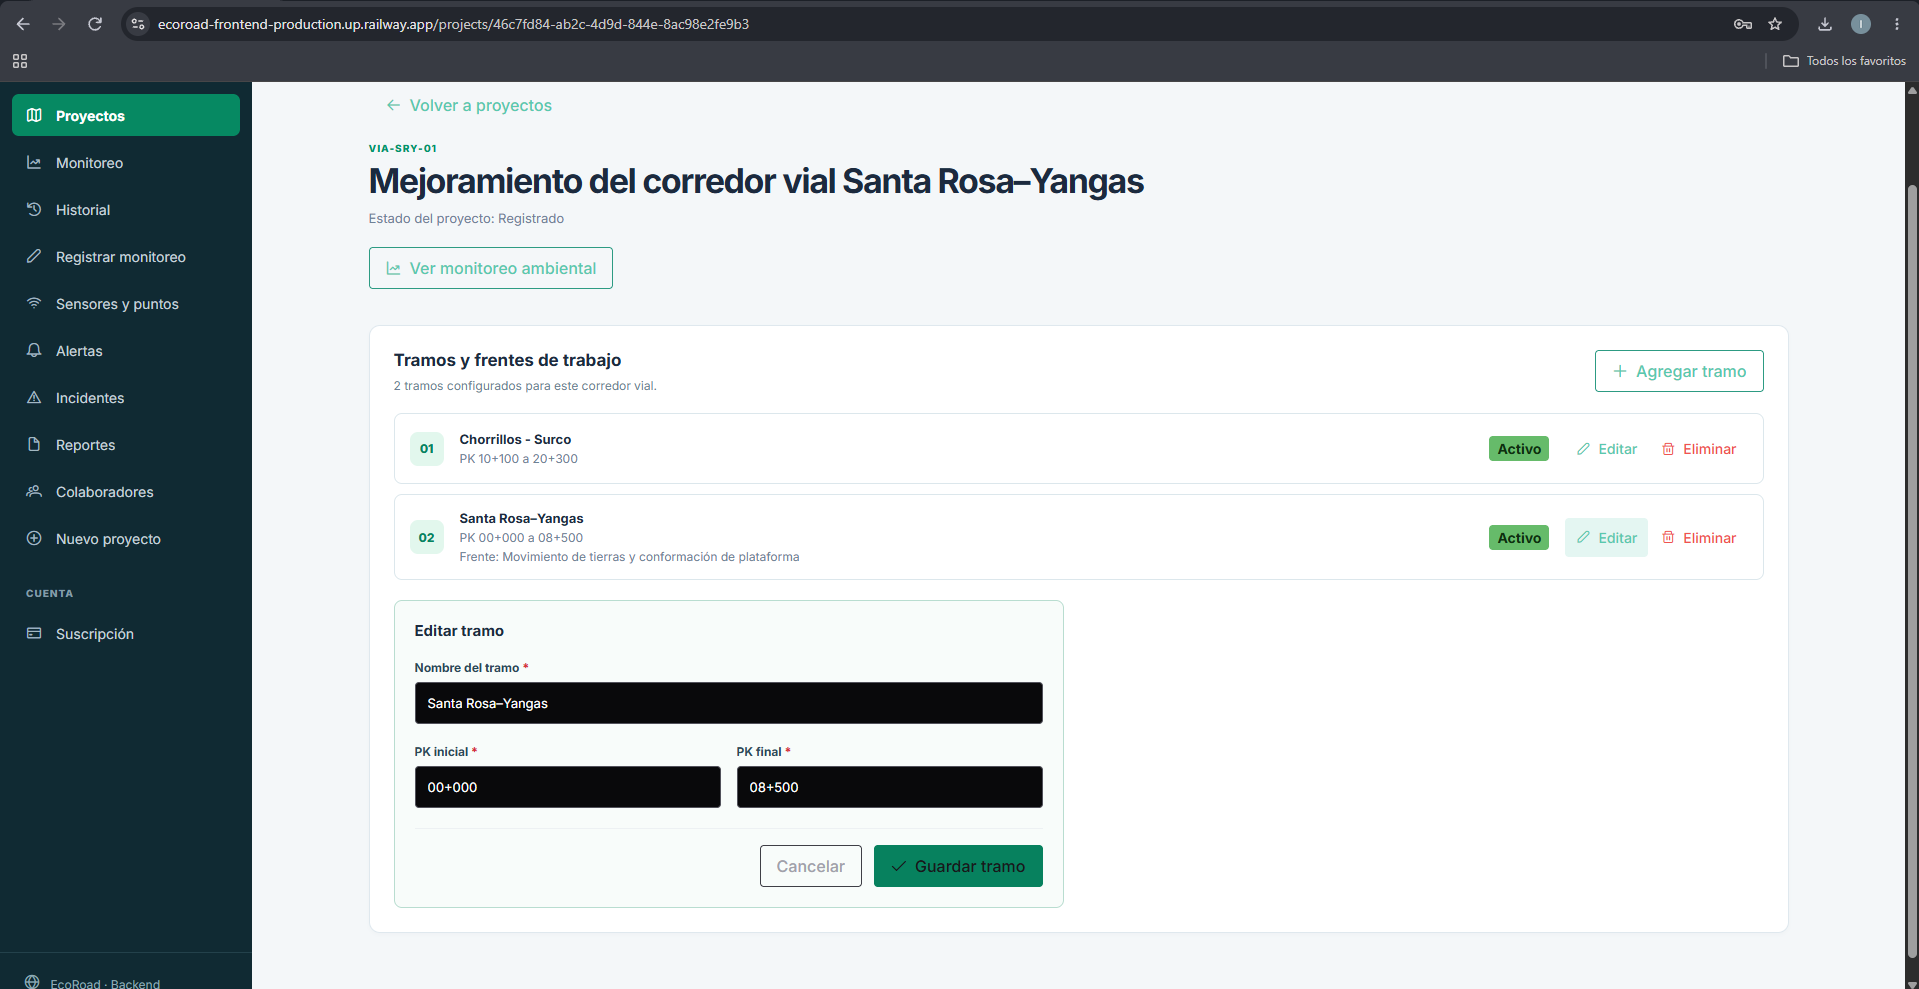 ecoroad-frontend-production.up.railway.app/projects/46c7fd84-ab2c-4d9d-844e-8ac98e2fe9b3
I
Todos los favoritos
Proyectos
Monitoreo
Historial
Registrar monitoreo
Sensores y puntos
Alertas
Incidentes
Reportes
Colaboradores
Nuevo proyecto
CUENTA
Suscripción
EcoRoad · Backend
Volver a proyectos
VIA-SRY-01
Mejoramiento del corredor vial Santa Rosa–Yangas
Estado del proyecto: Registrado
Ver monitoreo ambiental
Tramos y frentes de trabajo
2 tramos configurados para este corredor vial.
Agregar tramo
01
Chorrillos - Surco
PK 10+100 a 20+300
Activo
Editar
Eliminar
02
Santa Rosa–Yangas
PK 00+000 a 08+500
Frente: Movimiento de tierras y conformación de plataforma
Activo
Editar
Eliminar
Editar tramo
Nombre del tramo *
Santa Rosa–Yangas
PK inicial *
PK final *
00+000
08+500
Cancelar
Guardar tramo